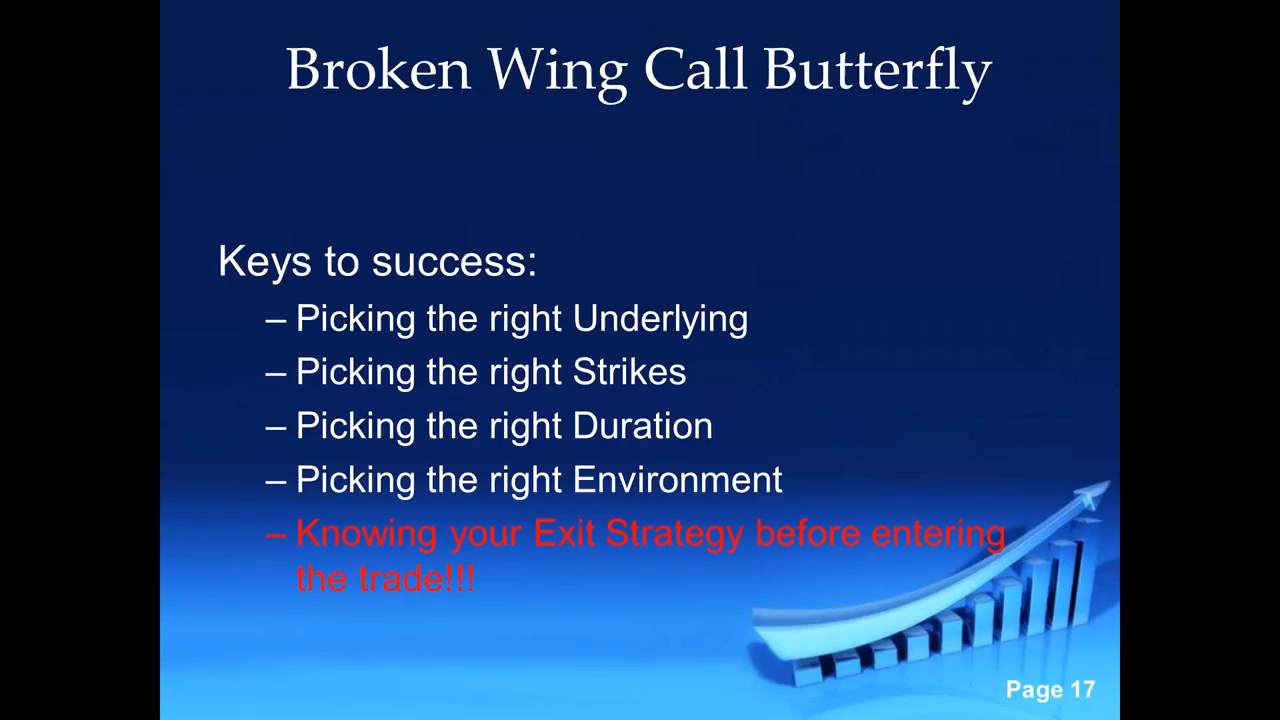 Broken Wing Call Butterfly
Keys to success:
– Picking the right Underlying
– Picking the right Strikes
– Picking the right Duration
– Picking the right Environment
– Knowing your Exit Strategy before entering
the trade!!!
Page 17